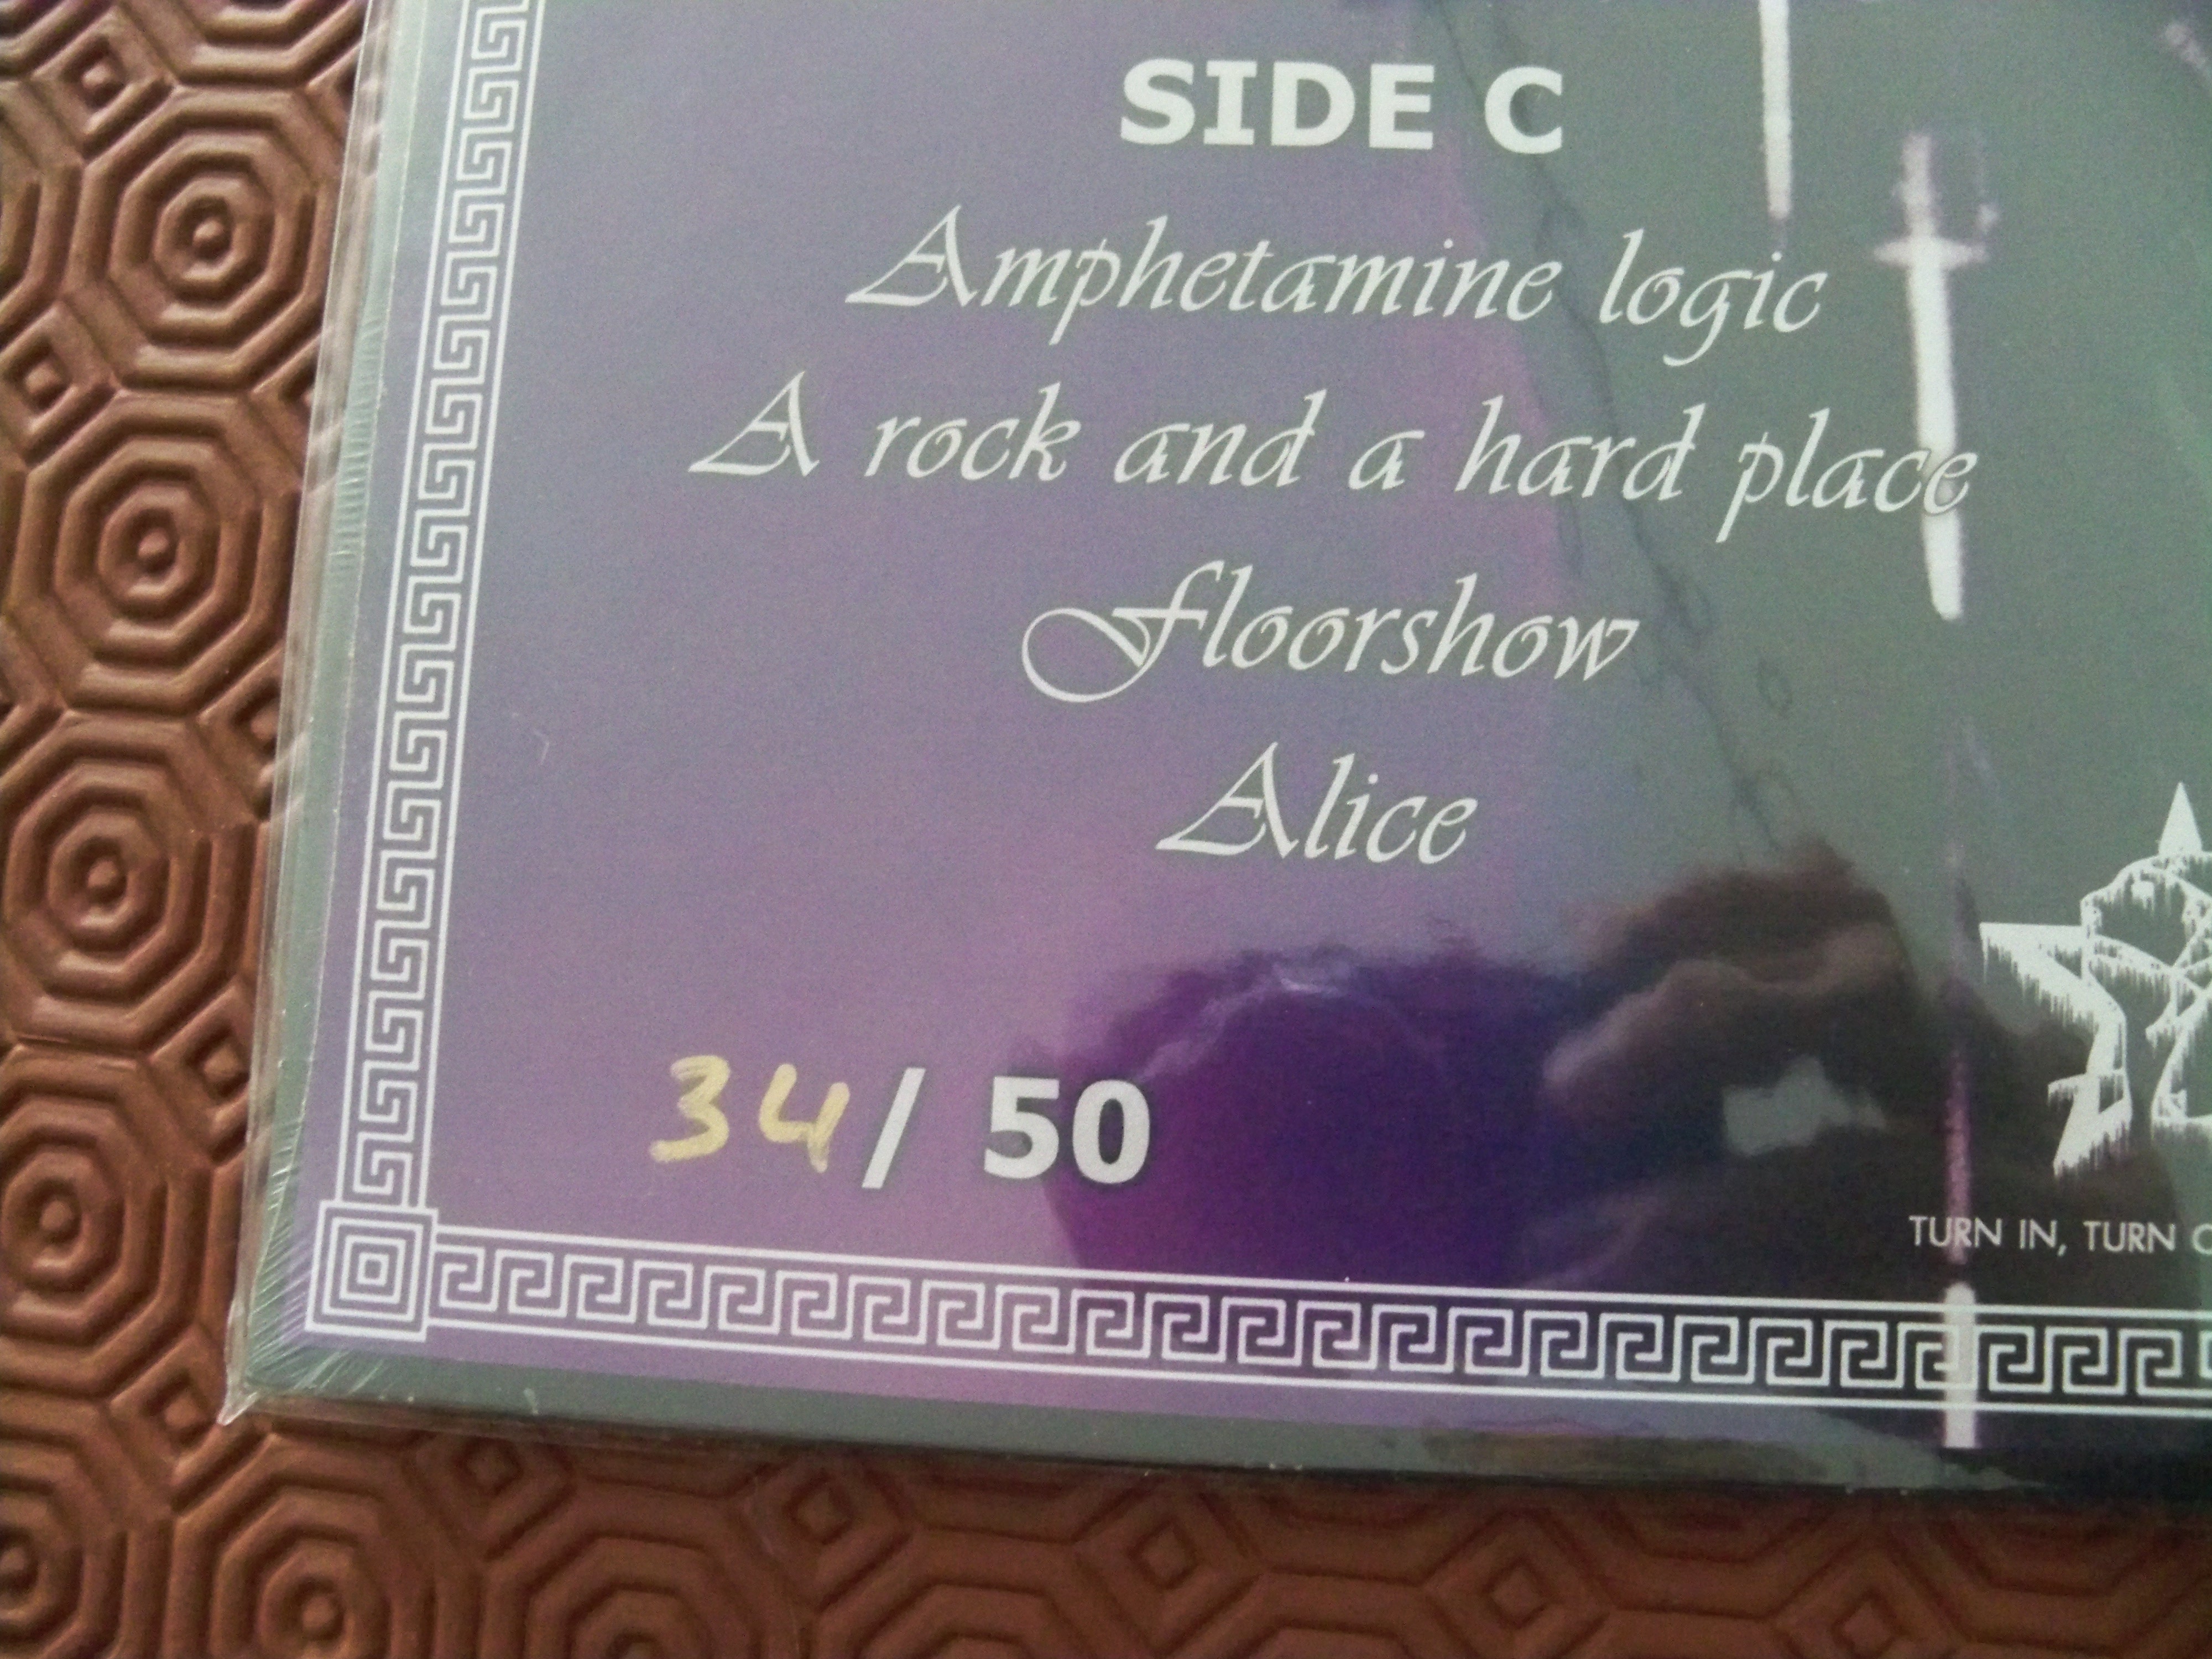 SIDE C
Amphetamine logic
A rock and a hard place
Floorshow
Alice
34 / 50
TURN IN, TURN